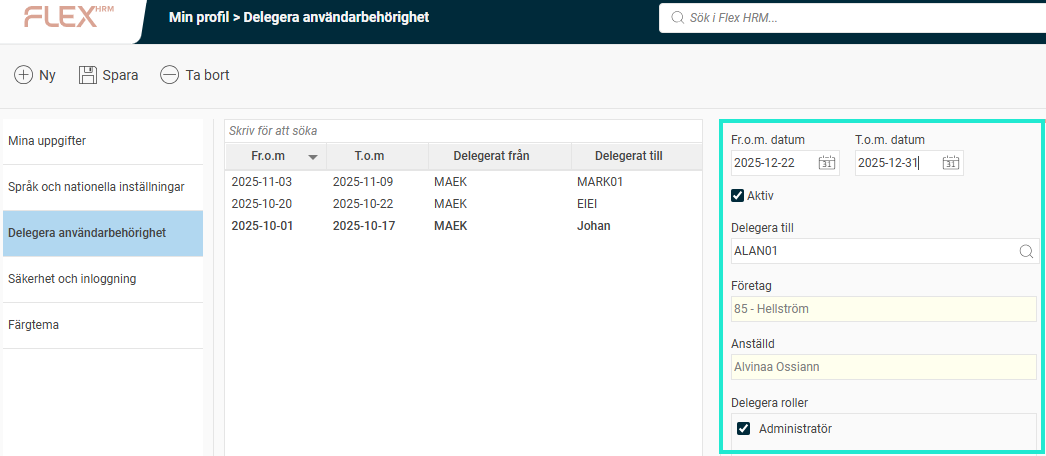 FLEX HRM
Min profil > Delegera användarbehörighet
Sök i Flex HRM...
Ny Spara Ta bort
Mina uppgifter
Språk och nationella inställningar
Delegera användarbehörighet
Säkerhet och inloggning
Färgtema
Skriv för att söka
Fr.o.m T.o.m Delegerat från Delegerat till
2025-11-03 2025-11-09 MAEK MARK01
2025-10-20 2025-10-22 MAEK EIEI
2025-10-01 2025-10-17 MAEK Johan
Fr.o.m. datum T.o.m. datum
2025-12-22 31 2025-12-31 31
Aktiv
Delegera till
ALAN01
Företag
85 - Hellström
Anställd
Alvinaa Ossiann
Delegera roller
Administratör